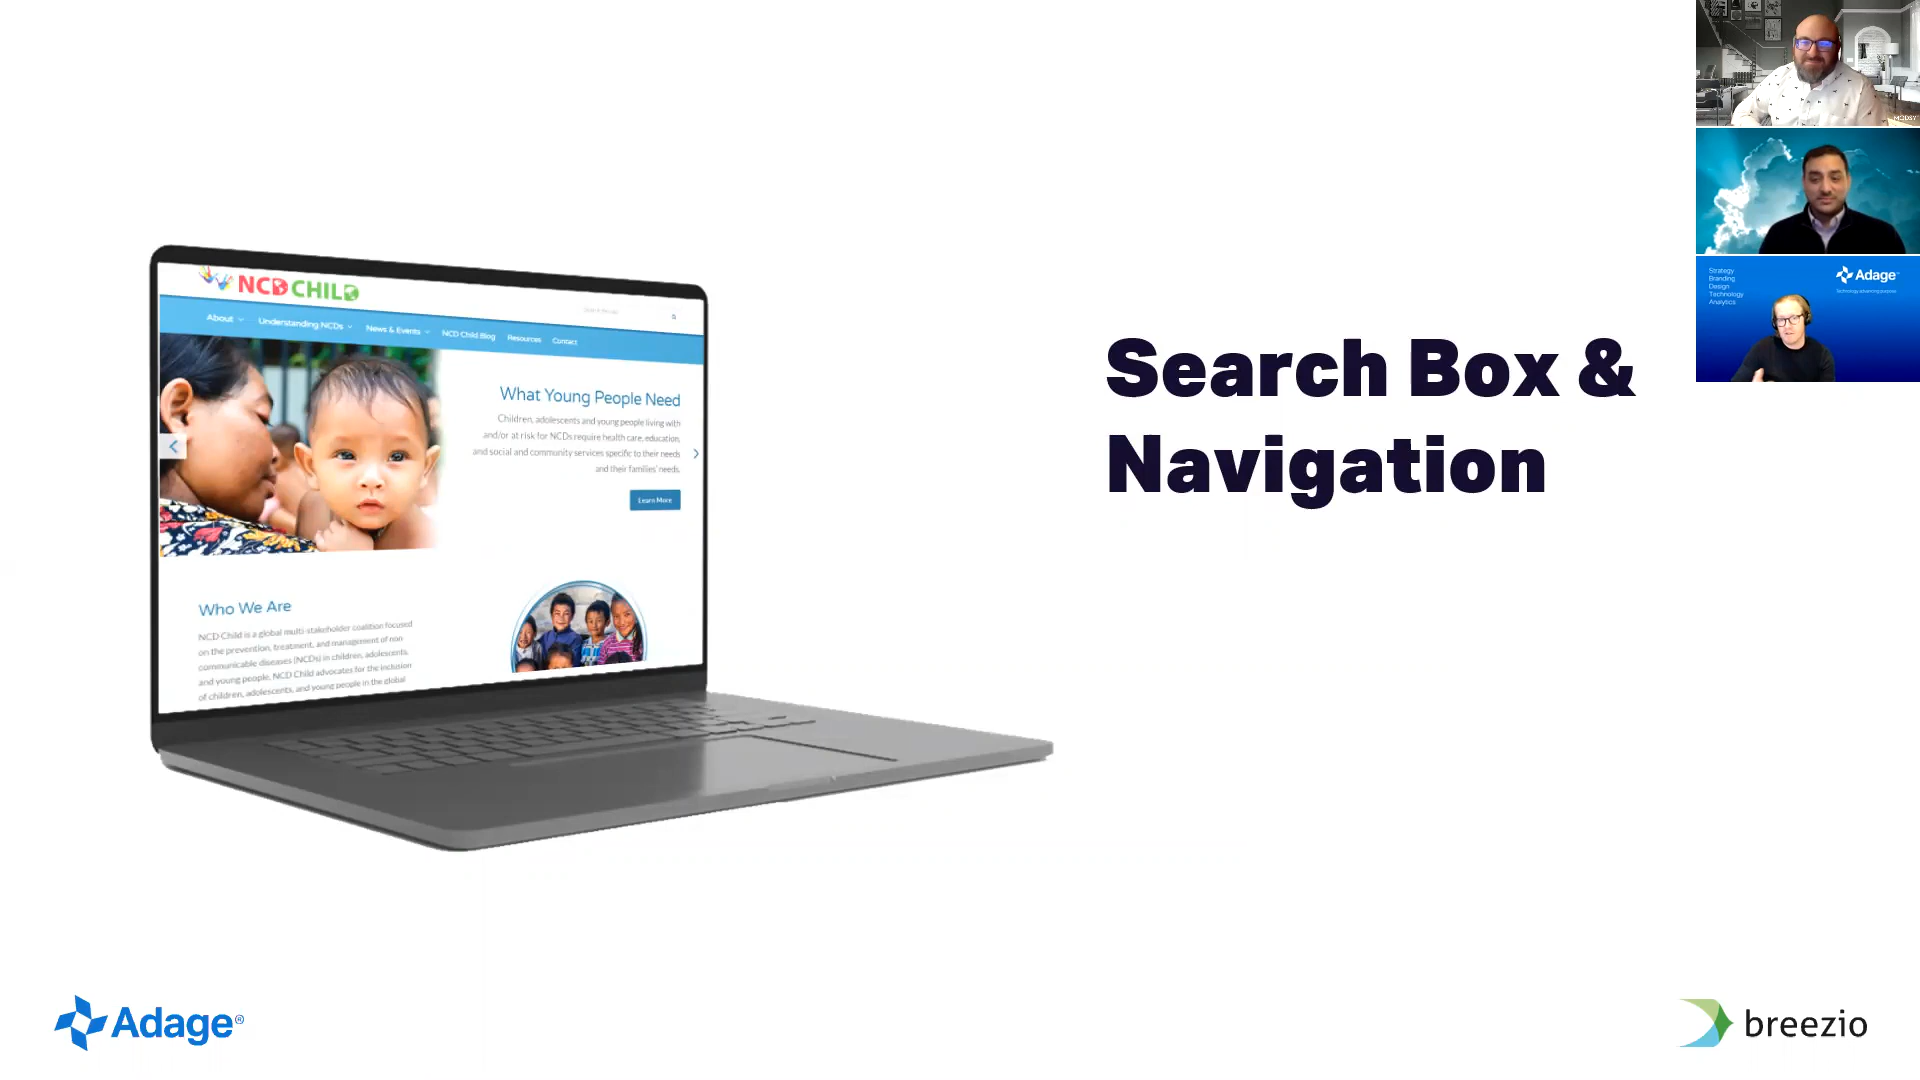 NCD CHILD
About
Understanding NCDs
News & Events
NCD Child Blog
Resources
Contact
What Young People Need
Children, adolescents and young people living with
and/or at risk for NCDs require health care, education,
and social and community services specific to their needs
and their families' needs.
Learn More
Who We Are
NCD Child is a global multi-stakeholder coalition focused
on the prevention, treatment, and management of non
communicable diseases (NCDs) in children, adolescents,
and young people. NCD Child advocates for the inclusion
of children, adolescents, and young people in the global
Search Box &
Navigation
MODSY
Strategy
Branding
Design
Technology
Analytics
Adage
Technology advancing purpose.
Adage®
breezio